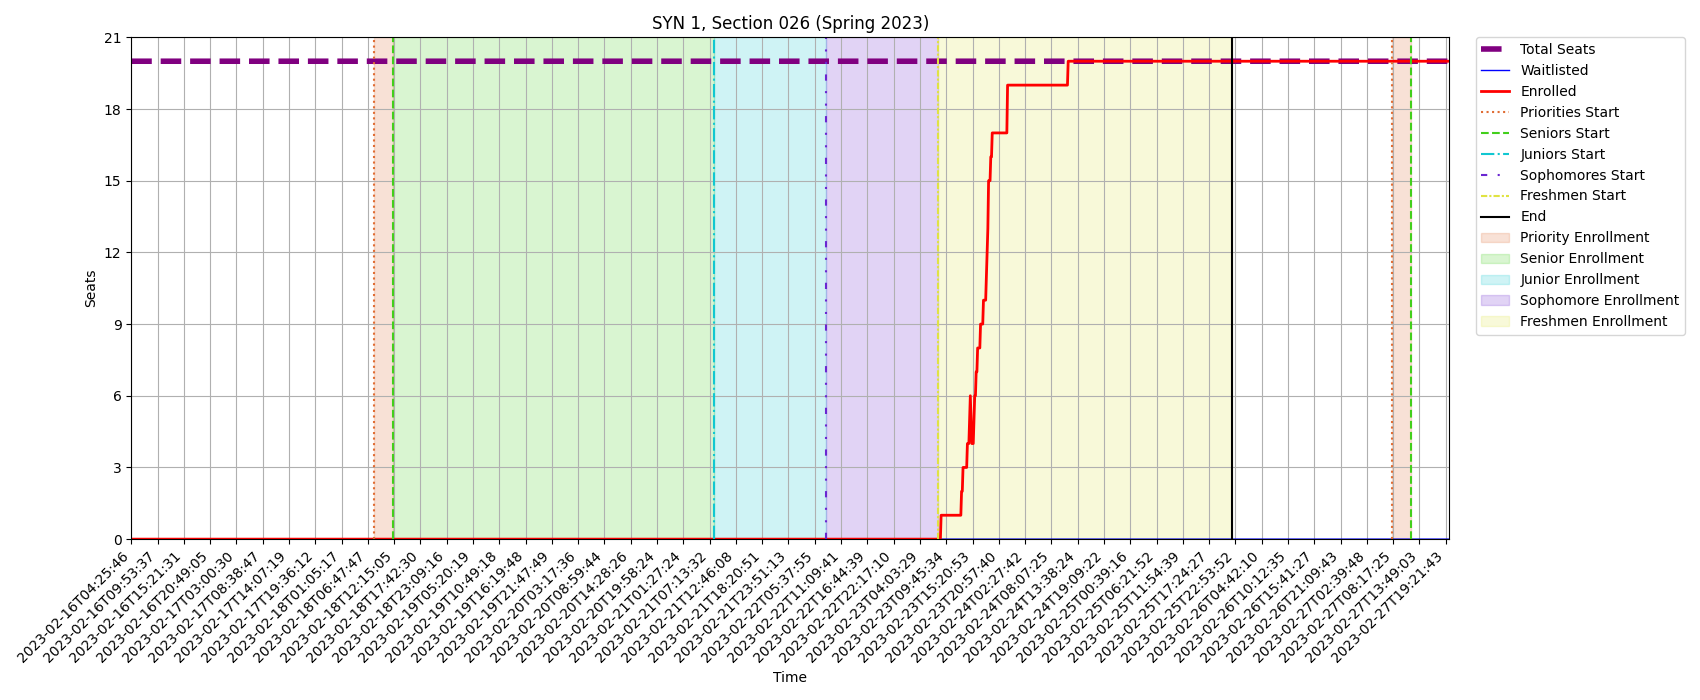 SYN 1, Section 026 (Spring 2023)
21
18
15
12
9
6
3
0
Seats
2023-02-16T04:25:46
2023-02-16T09:53:37
2023-02-16T15:21:31
2023-02-16T20:49:05
2023-02-17T03:00:30
2023-02-17T08:38:47
2023-02-17T14:07:19
2023-02-17T19:36:12
2023-02-18T01:05:17
2023-02-18T06:47:47
2023-02-18T12:15:05
2023-02-18T17:42:30
2023-02-18T23:09:16
2023-02-19T05:20:19
2023-02-19T10:49:18
2023-02-19T16:19:48
2023-02-19T21:47:49
2023-02-20T03:17:36
2023-02-20T08:59:44
2023-02-20T14:28:26
2023-02-20T19:58:24
2023-02-21T01:27:24
2023-02-21T07:13:32
2023-02-21T12:46:08
2023-02-21T18:20:51
2023-02-21T23:51:13
2023-02-22T05:37:55
2023-02-22T11:09:41
2023-02-22T16:44:39
2023-02-22T22:17:10
2023-02-23T04:03:29
2023-02-23T09:45:34
2023-02-23T15:20:53
2023-02-23T20:57:40
2023-02-24T02:27:42
2023-02-24T08:07:25
2023-02-24T13:38:24
2023-02-24T19:09:22
2023-02-25T00:39:16
2023-02-25T06:21:52
2023-02-25T11:54:39
2023-02-25T17:24:27
2023-02-25T22:53:52
2023-02-26T04:42:10
2023-02-26T10:12:35
2023-02-26T15:41:27
2023-02-26T21:09:43
2023-02-27T02:39:48
2023-02-27T08:17:25
2023-02-27T13:49:03
2023-02-27T19:21:43
Time
Total Seats
Waitlisted
Enrolled
Priorities Start
Seniors Start
Juniors Start
Sophomores Start
Freshmen Start
End
Priority Enrollment
Senior Enrollment
Junior Enrollment
Sophomore Enrollment
Freshmen Enrollment